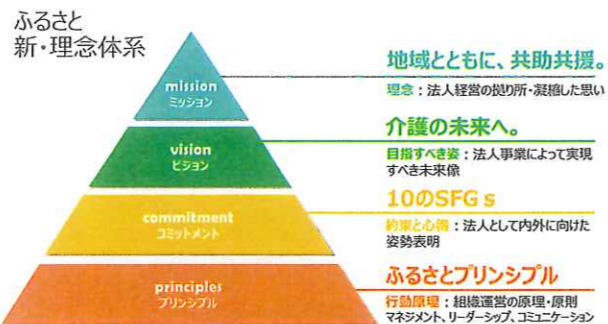 ふるさと
新・理念体系
mission
ミッション
地域とともに、共助共援。
理念：法人経営の拠り所・凝縮した思い
vision
ビジョン
介護の未来へ。
目指すべき姿：法人事業によって実現
すべき未来像
commitment
コミットメント
10のSFGｓ
約束と心得：法人として内外に向けた
姿勢表明
principles
プリンシプル
ふるさとプリンシプル
行動原理：組織運営の原理・原則
マネジメント、リーダーシップ、コミュニケーション